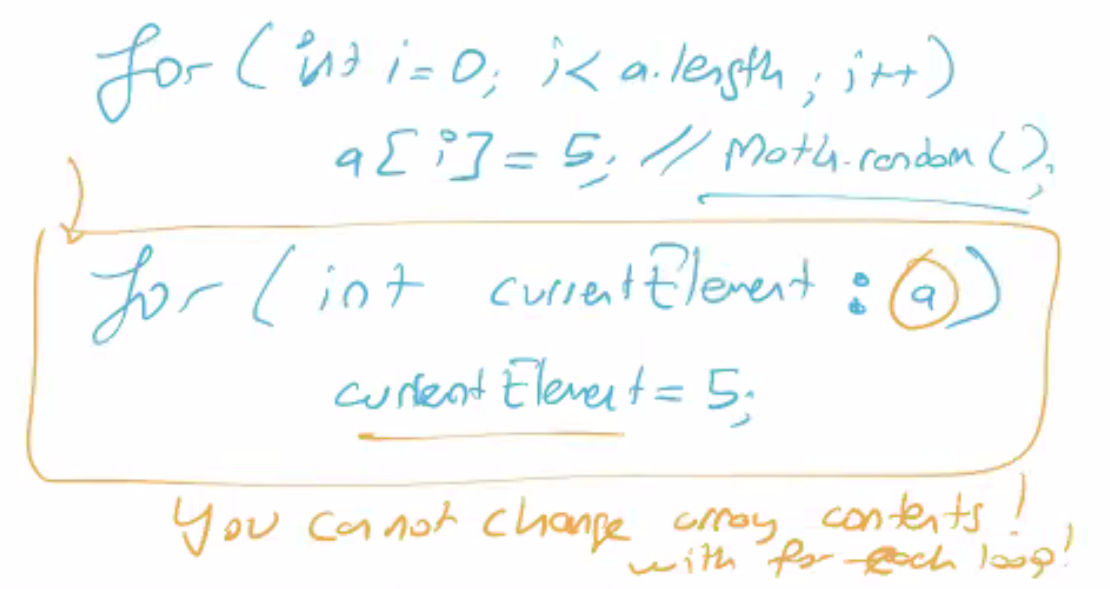 for ( int i=0; i< a.length ; i++)
a[i] = 5; // Math.random();
for ( int currentElement : a )
currentElement = 5;
You cannot change array contents!
with for-each loop!